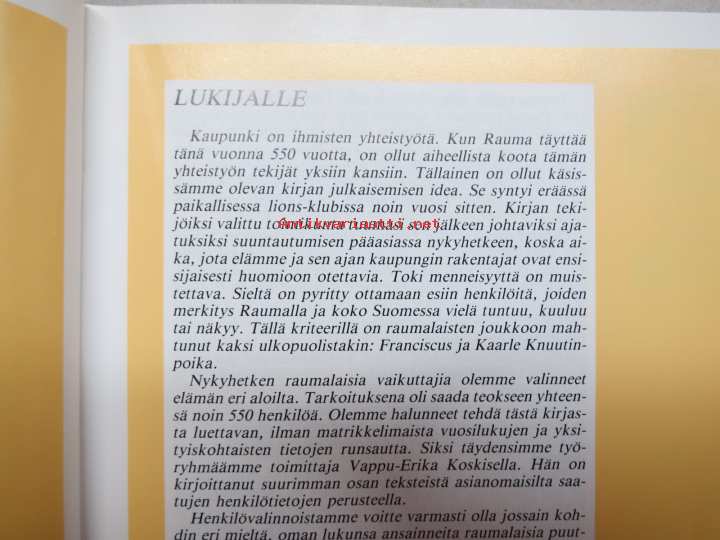 LUKIJALLE
Kaupunki on ihmisten yhteistyötä. Kun Rauma täyttää
tänä vuonna 550 vuotta, on ollut aiheellista koota tämän
yhteistyön tekijät yksiin kansiin. Tällainen on ollut käsis-
sämme olevan kirjan julkaisemisen idea. Se syntyi eräässä
paikallisessa lions-klubissa noin vuosi sitten. Kirjan teki-
jöiksi valittu toimikunta sen jälkeen johtaviksi aja-
Antikvariaatti.net
tuksiksi suuntautumisen pääasiassa nykyhetkeen, koska ai-
ka, jota elämme ja sen ajan kaupungin rakentajat ovat ensi-
sijaisesti huomioon otettavia. Toki menneisyyttä on muis-
tettava. Sieltä on pyritty ottamaan esiin henkilöitä, joiden
merkitys Raumalla ja koko Suomessa vielä tuntuu, kuuluu
tai näkyy. Tällä kriteerillä on raumalaisten joukkoon mah-
tunut kaksi ulkopuolistakin: Franciscus ja Kaarle Knuutin-
poika.
Nykyhetken raumalaisia vaikuttajia olemme valinneet
elämän eri aloilta. Tarkoituksena oli saada teokseen yhteen-
sä noin 550 henkilöä. Olemme halunneet tehdä tästä kirjas-
ta luettavan, ilman matrikkelimaista vuosilukujen ja yksi-
tyiskohtaisten tietojen runsautta. Siksi täydensimme työ-
ryhmäämme toimittaja Vappu-Erika Koskisella. Hän on
kirjoittanut suurimman osan teksteistä asianomaisilta saa-
tujen henkilötietojen perusteella.
Henkilövalinnoistamme voitte varmasti olla jossain koh-
din eri mieltä, oman lukunsa ansainneita raumalaisia puut-